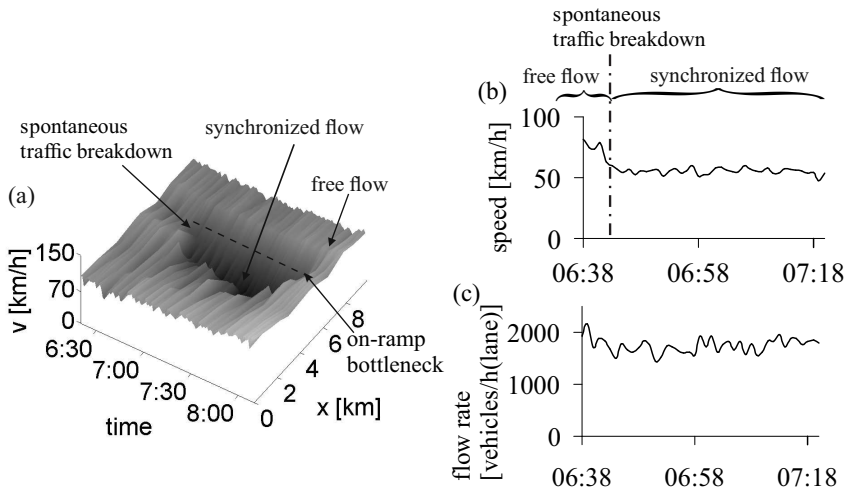 spontaneous
traffic breakdown
synchronized flow
free flow
(a)
v [km/h]
150
70
0
6:30
7:00
7:30
8:00
time
0
2
4
6
8
x [km]
on-ramp
bottleneck
spontaneous
traffic breakdown
free flow
synchronized flow
(b)
speed [km/h]
100
50
0
06:38
06:58
07:18
(c)
flow rate
[vehicles/h(lane)]
2000
1000
0
06:38
06:58
07:18